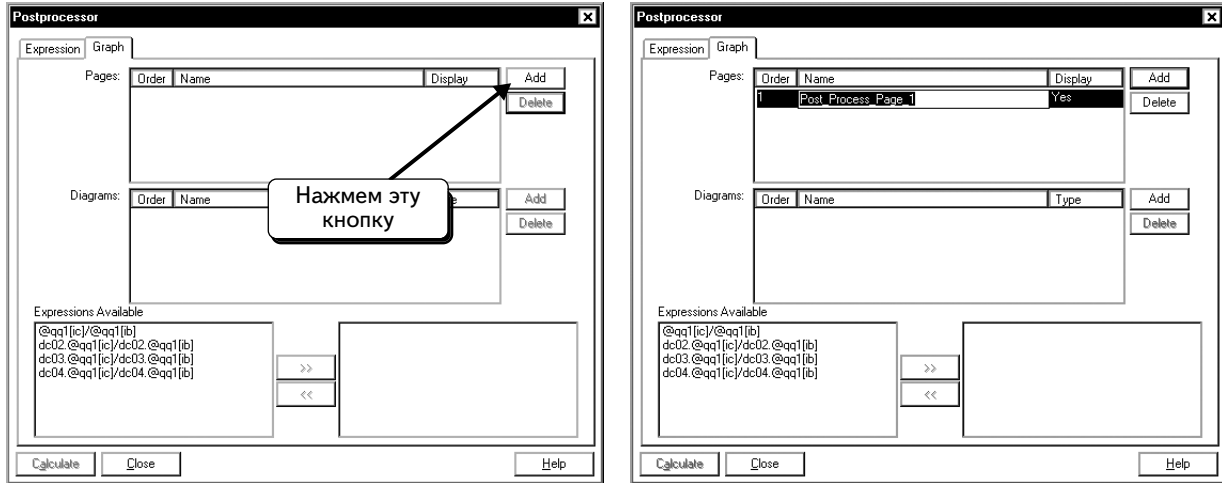 Postprocessor
Expression Graph
Pages: Order Name Display Add
Delete
Нажмем эту
кнопку
Diagrams: Order Name e Add
Delete
Expressions Available
@qq1[ic]/@qq1[ib]
dc02.@qq1[ic]/dc02.@qq1[ib]
dc03.@qq1[ic]/dc03.@qq1[ib]
dc04.@qq1[ic]/dc04.@qq1[ib]
>>
<<
Calculate Close Help
Postprocessor
Expression Graph
Pages: Order Name Display Add
1 Post_Process_Page_1 Yes Delete
Diagrams: Order Name Type Add
Delete
Expressions Available
@qq1[ic]/@qq1[ib]
dc02.@qq1[ic]/dc02.@qq1[ib]
dc03.@qq1[ic]/dc03.@qq1[ib]
dc04.@qq1[ic]/dc04.@qq1[ib]
>>
<<
Calculate Close Help